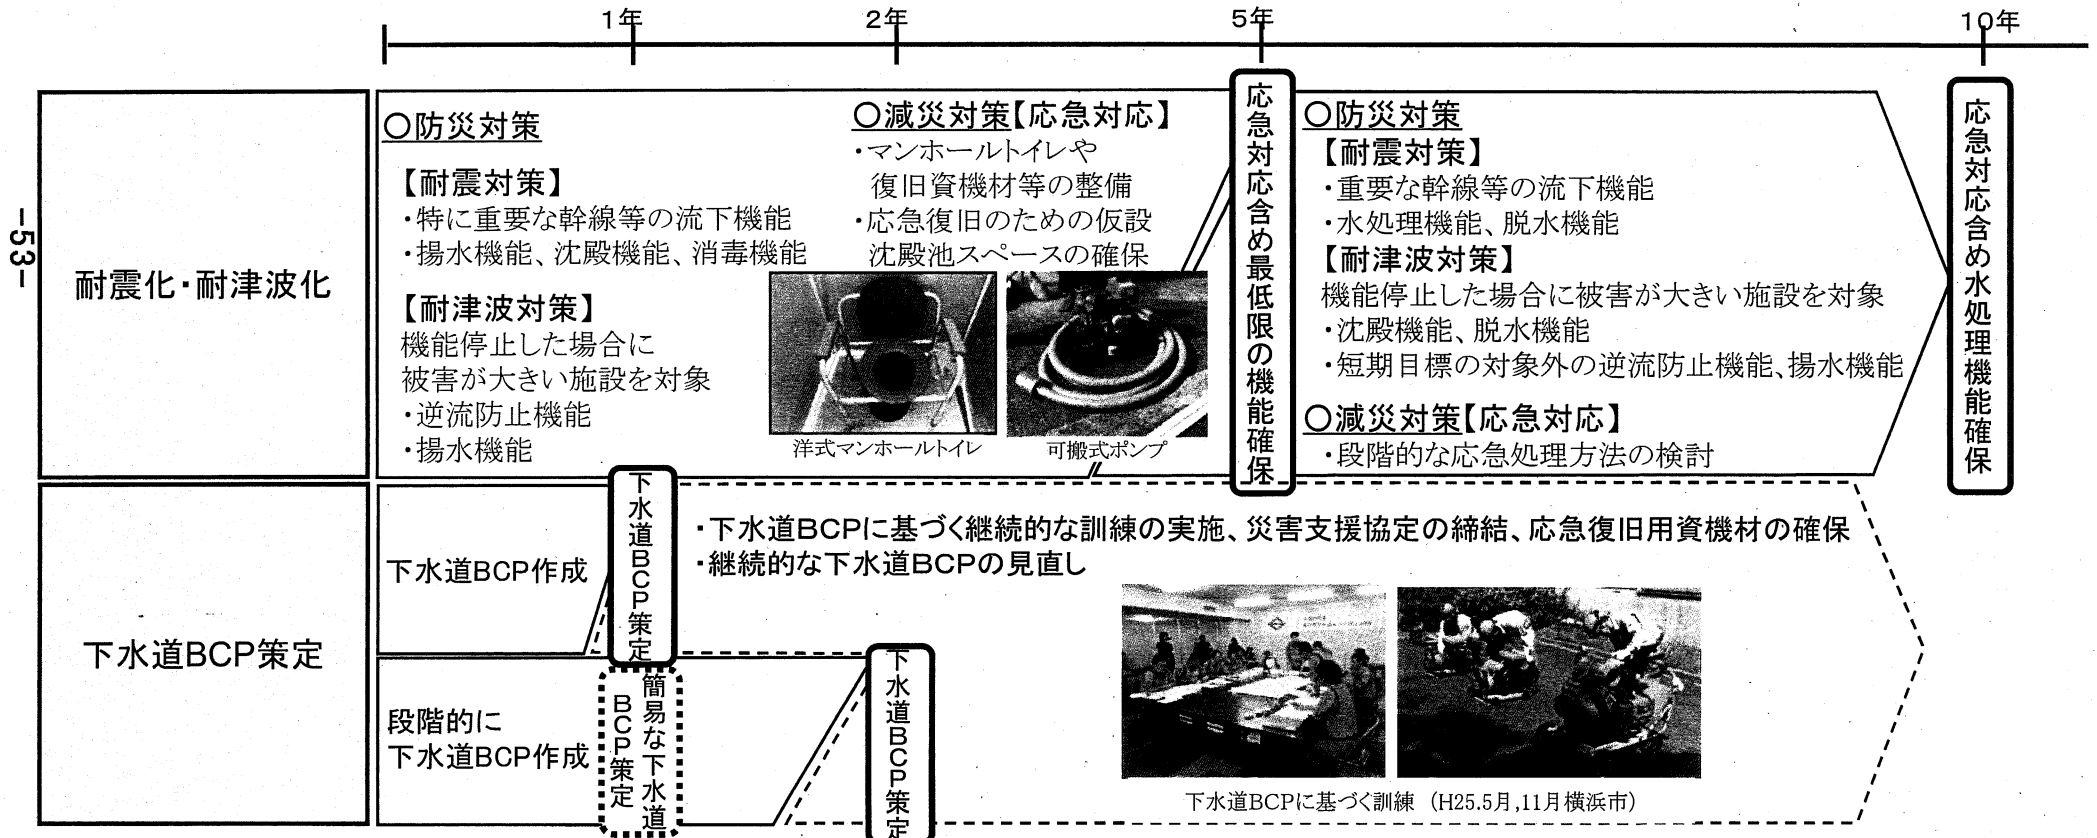 1年
2年
5年
10年
-53-
耐震化・耐津波化
〇防災対策
【耐震対策】
・特に重要な幹線等の流下機能
・揚水機能、沈殿機能、消毒機能
【耐津波対策】
機能停止した場合に
被害が大きい施設を対象
・逆流防止機能
・揚水機能
〇減災対策【応急対応】
・マンホールトイレや
復旧資機材等の整備
・応急復旧のための仮設
沈殿池スペースの確保
洋式マンホールトイレ
可搬式ポンプ
応急対応含め最低限の機能確保
〇防災対策
【耐震対策】
・重要な幹線等の流下機能
・水処理機能、脱水機能
【耐津波対策】
機能停止した場合に被害が大きい施設を対象
・沈殿機能、脱水機能
・短期目標の対象外の逆流防止機能、揚水機能
〇減災対策【応急対応】
・段階的な応急処理方法の検討
応急対応含め水処理機能確保
下水道BCP策定
下水道BCP作成
下水道BCP策定
・下水道BCPに基づく継続的な訓練の実施、災害支援協定の締結、応急復旧用資機材の確保
・継続的な下水道BCPの見直し
段階的に
下水道BCP作成
簡易な下水道
BCP策定
下水道BCP策定
下水道BCPに基づく訓練 (H25.5月,11月横浜市)